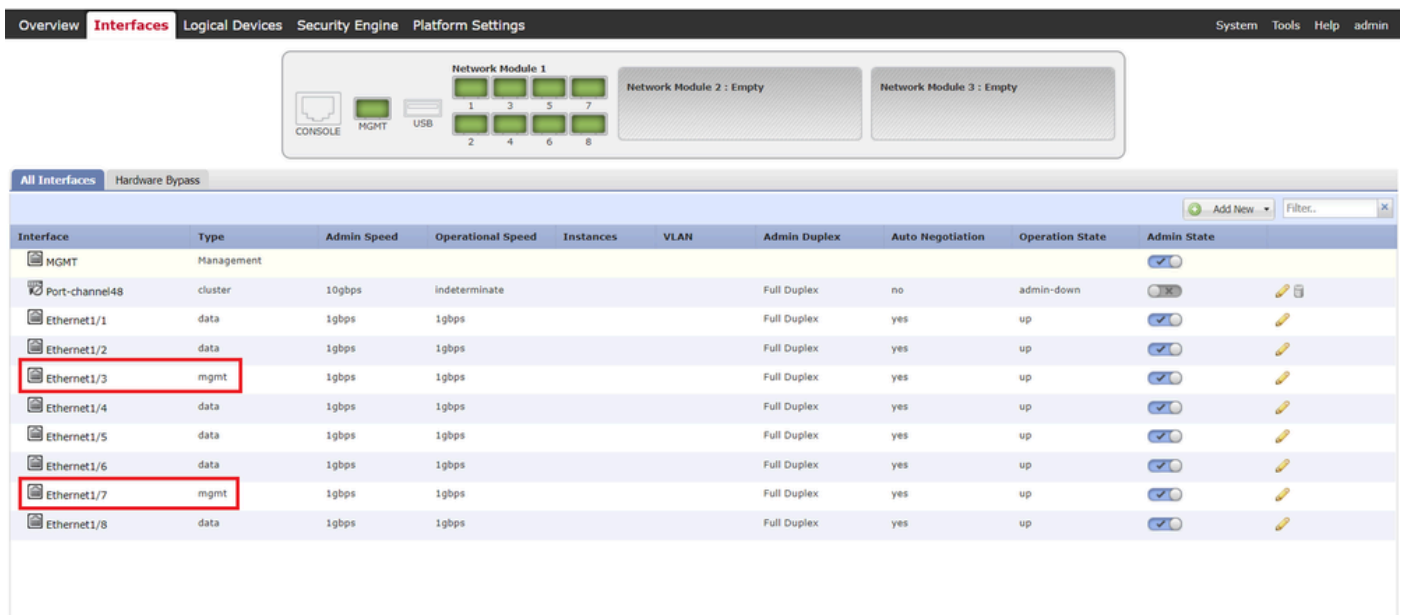 Overview Interfaces Logical Devices Security Engine Platform Settings System Tools Help admin
Network Module 1
Network Module 2 : Empty
Network Module 3 : Empty
CONSOLE MGMT USB
1 3 5 7
2 4 6 8
All Interfaces Hardware Bypass
Add New Filter..
Interface Type Admin Speed Operational Speed Instances VLAN Admin Duplex Auto Negotiation Operation State Admin State
MGMT Management
Port-channel48 cluster 10gbps indeterminate Full Duplex no admin-down
Ethernet1/1 data 1gbps 1gbps Full Duplex yes up
Ethernet1/2 data 1gbps 1gbps Full Duplex yes up
Ethernet1/3 mgmt 1gbps 1gbps Full Duplex yes up
Ethernet1/4 data 1gbps 1gbps Full Duplex yes up
Ethernet1/5 data 1gbps 1gbps Full Duplex yes up
Ethernet1/6 data 1gbps 1gbps Full Duplex yes up
Ethernet1/7 mgmt 1gbps 1gbps Full Duplex yes up
Ethernet1/8 data 1gbps 1gbps Full Duplex yes up